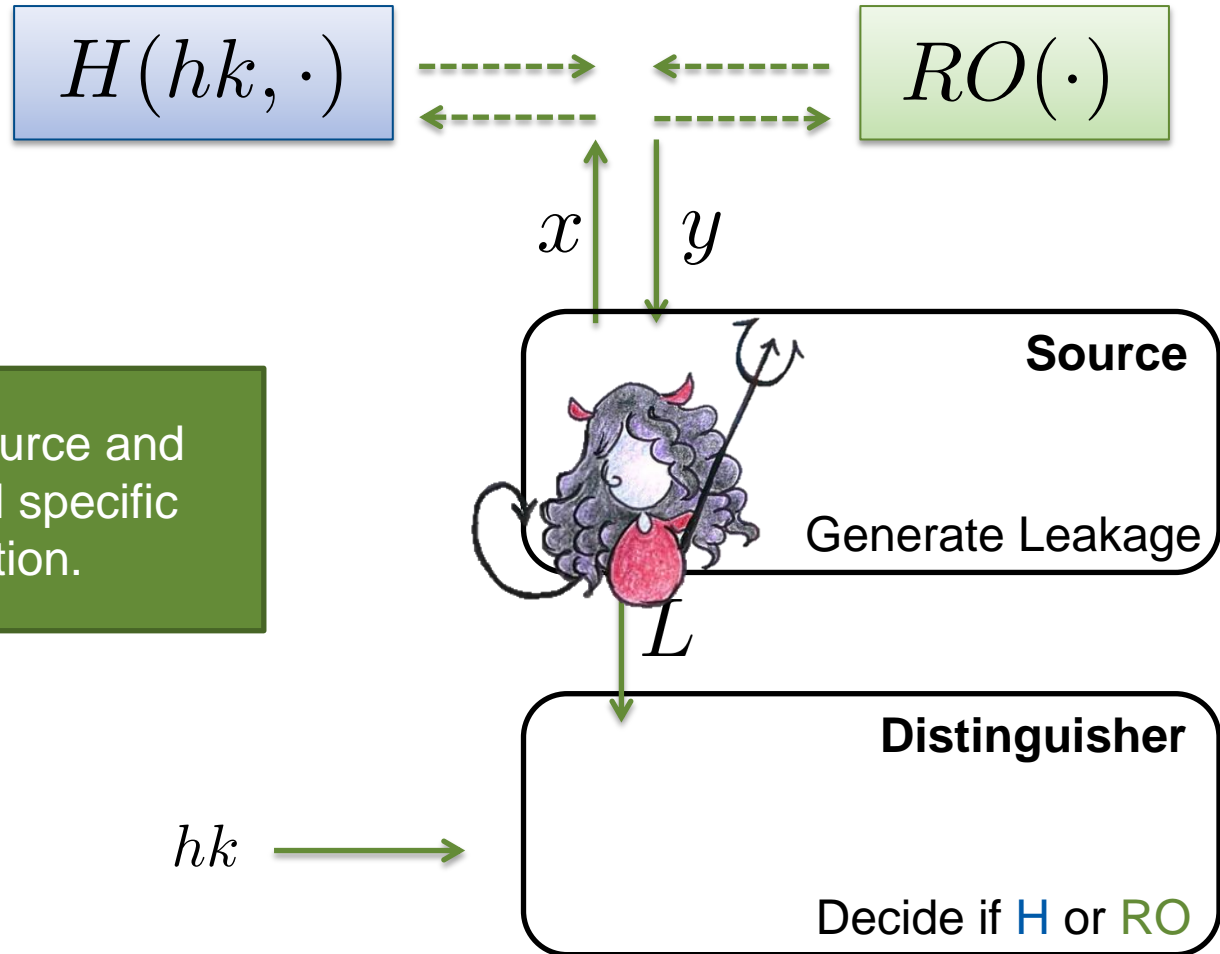 H(hk, ·)
RO(·)
x
y
Source
urce and
specific
tion.
Generate Leakage
L
Distinguisher
hk
Decide if H or RO